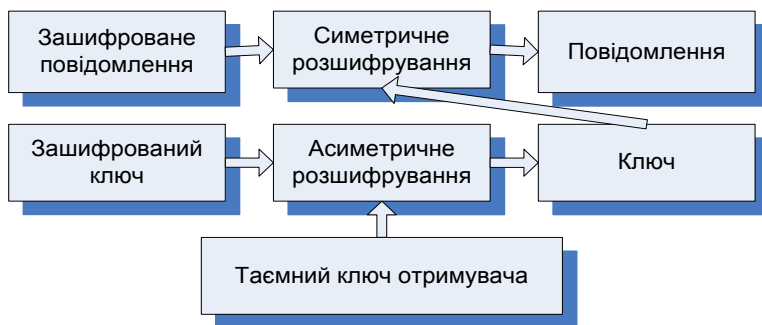 Зашифроване
повідомлення
Симетричне
розшифрування
Повідомлення
Зашифрований
ключ
Асиметричне
розшифрування
Ключ
Таємний ключ отримувача